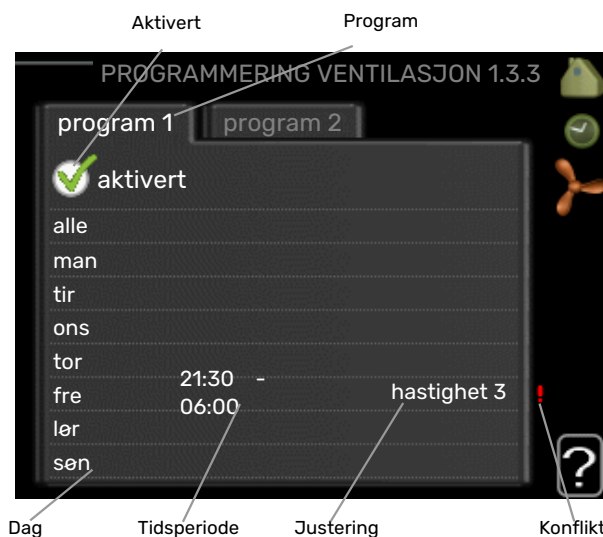 Aktivert Program
PROGRAMMERING VENTILASJON 1.3.3
program 1 program 2
aktivert
alle
man
tir
ons
tor
fre 21:30 - 06:00 hastighet 3 !
lør
søn
?
Dag Tidsperiode Justering Konflikt